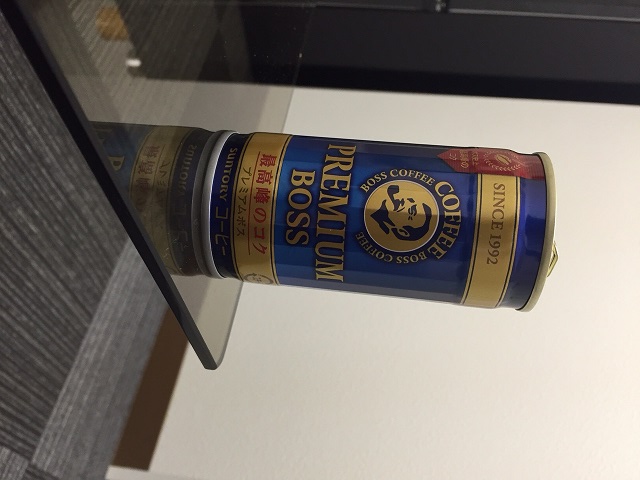 SINCE 1992
BOSS COFFEE
COFFEE
BOSS COFFEE
PREMIUM
BOSS
最高峰のコク
プレミアムボス
SUNTORY コーヒー